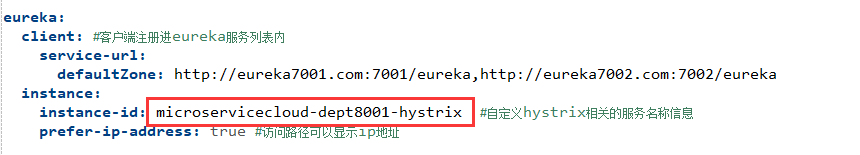 eureka:
  client: #客户端注册进eureka服务列表内
    service-url:
      defaultZone: http://eureka7001.com:7001/eureka,http://eureka7002.com:7002/eureka
  instance:
    instance-id: microservicecloud-dept8001-hystrix #自定义hystrix相关的服务名称信息
    prefer-ip-address: true #访问路径可以显示ip地址